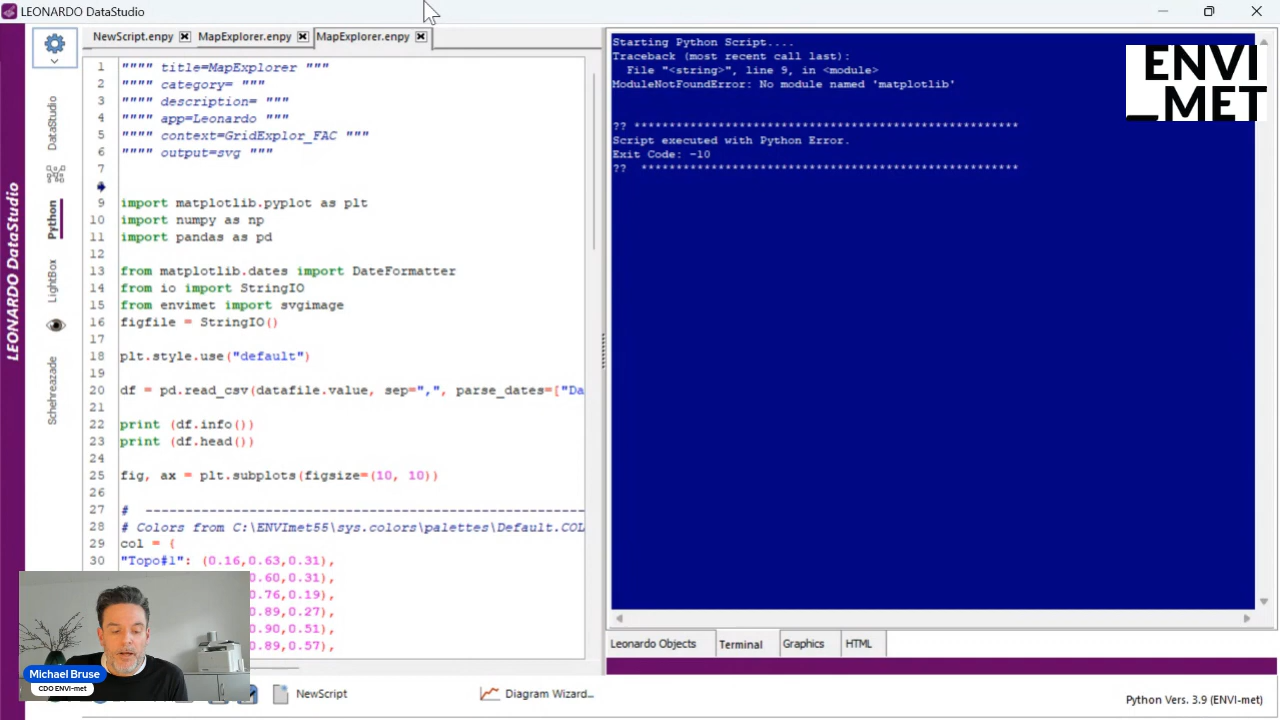 LEONARDO DataStudio
NewScript.enpy
MapExplorer.enpy
MapExplorer.enpy
LEONARDO DataStudio
DataStudio
Python
LightBox
Schehreazade
1 """" title=MapExplorer """
2 """" category= """
3 """" description= """
4 """" app=Leonardo """
5 """" context=GridExplor_FAC """
6 """" output=svg """
7
9 import matplotlib.pyplot as plt
10 import numpy as np
11 import pandas as pd
12
13 from matplotlib.dates import DateFormatter
14 from io import StringIO
15 from envimet import svgimage
16 figfile = StringIO()
17
18 plt.style.use("default")
19
20 df = pd.read_csv(datafile.value, sep=",", parse_dates=["Da
21
22 print (df.info())
23 print (df.head())
24
25 fig, ax = plt.subplots(figsize=(10, 10))
26
27 # -------------------------------------------------------
28 # Colors from C:\ENVImet55\sys.colors\palettes\Default.COL
29 col = {
30 "Topo#1": (0.16,0.63,0.31),
0.60,0.31),
0.76,0.19),
0.89,0.27),
0.90,0.51),
0.89,0.57),
Starting Python Script....
Traceback (most recent call last):
File "<string>", line 9, in <module>
ModuleNotFoundError: No module named 'matplotlib'
?? **************************************************
Script executed with Python Error.
Exit Code: -10
?? **************************************************
ENVI
_MET
Leonardo Objects
Terminal
Graphics
HTML
Michael Bruse
CDO ENVI-met
NewScript
Diagram Wizard...
Python Vers. 3.9 (ENVI-met)